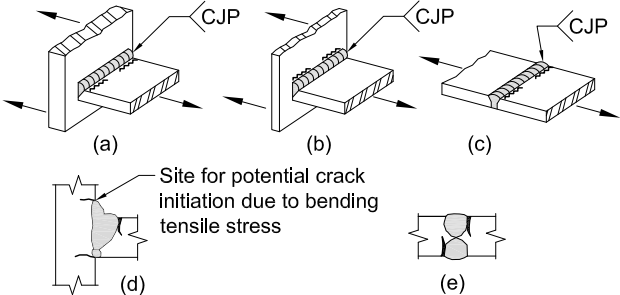 CJP
CJP
CJP
(a)
(b)
(c)
Site for potential crack
initiation due to bending
tensile stress
(d)
(e)